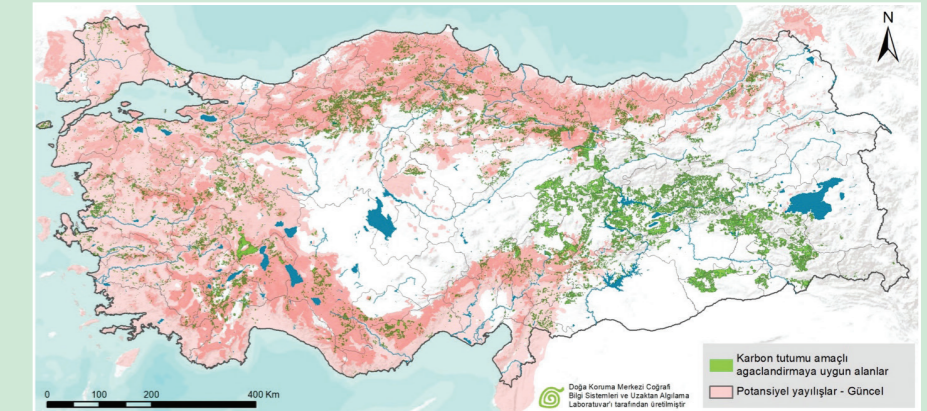 N
Karbon tutumu amaçlı
agaclandirmaya uygun alanlar
Potansiyel yayılışlar - Güncel
Doğa Koruma Merkezi Coğrafi
Bilgi Sistemleri ve Uzaktan Algılama
Laboratuvar'ı tarafından üretilmiştir
0 100 200 400 Km